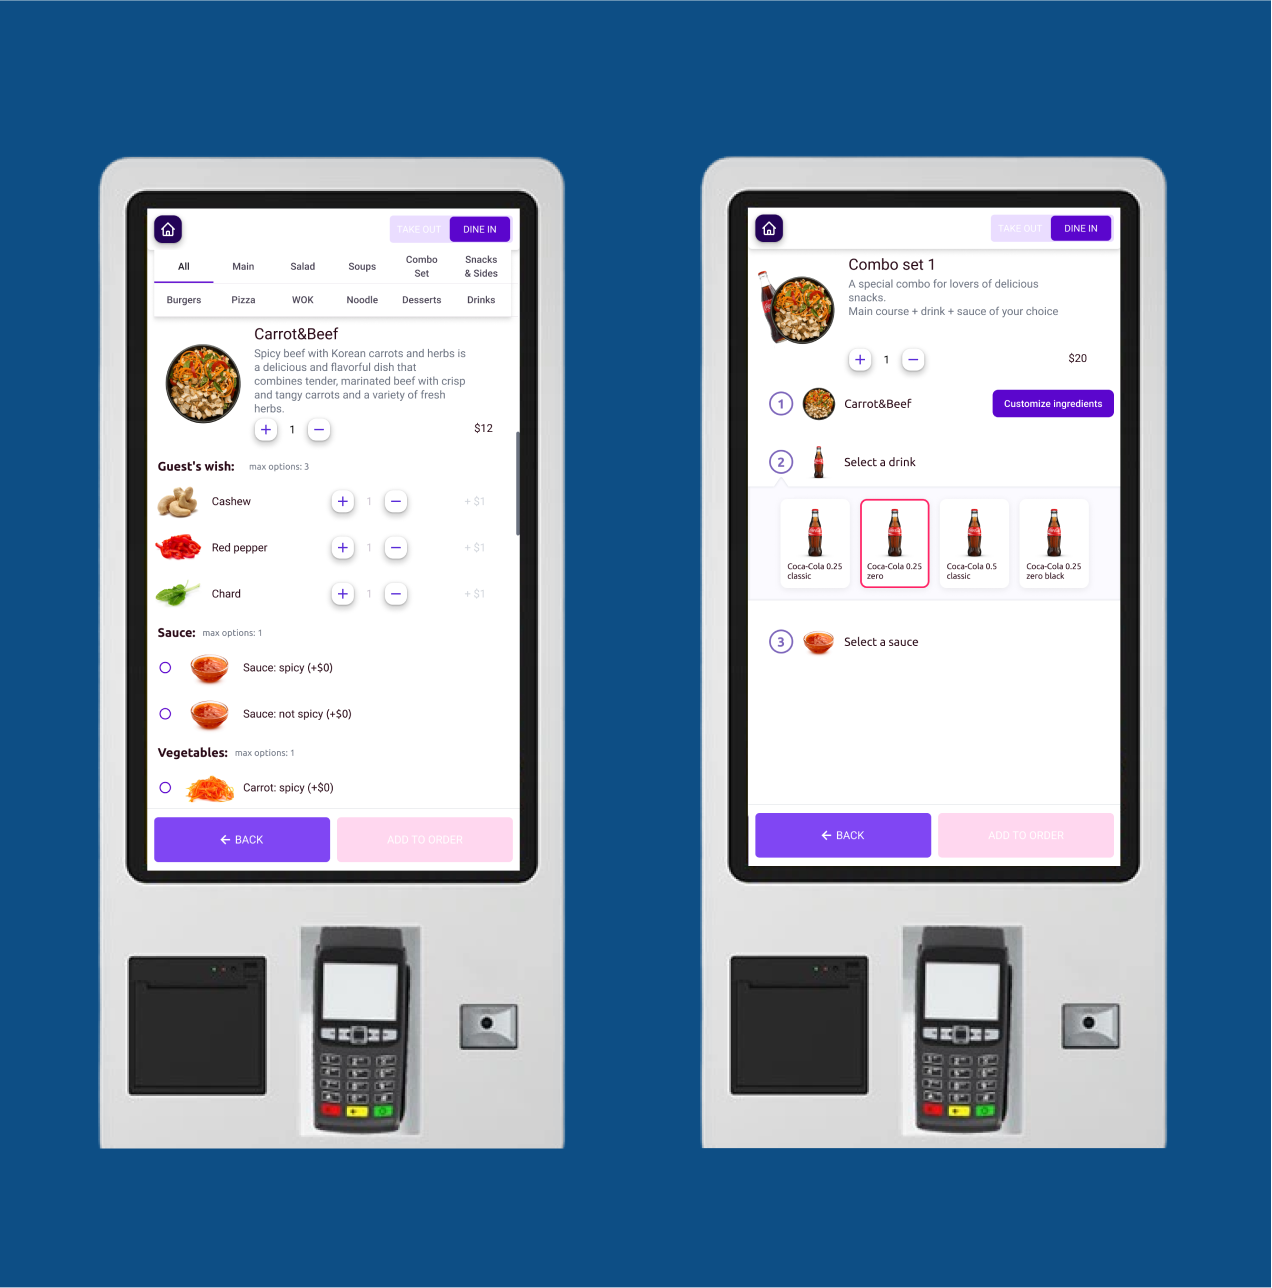 TAKE OUT
DINE IN
All
Main
Salad
Soups
Combo
Set
Snacks
& Sides
Burgers
Pizza
WOK
Noodle
Desserts
Drinks
Carrot&Beef
Spicy beef with Korean carrots and herbs is
a delicious and flavorful dish that
combines tender, marinated beef with crisp
and tangy carrots and a variety of fresh
herbs.
+ 1 −
$12
Guest's wish: max options: 3
Cashew + 1 − + $1
Red pepper + 1 − + $1
Chard + 1 − + $1
Sauce: max options: 1
Sauce: spicy (+$0)
Sauce: not spicy (+$0)
Vegetables: max options: 1
Carrot: spicy (+$0)
← BACK
ADD TO ORDER
TAKE OUT
DINE IN
Combo set 1
A special combo for lovers of delicious
snacks.
Main course + drink + sauce of your choice
+ 1 −
$20
1 Carrot&Beef
Customize ingredients
2 Select a drink
Coca-Cola 0.25
classic
Coca-Cola 0.25
zero
Coca-Cola 0.5
classic
Coca-Cola 0.25
zero black
3 Select a sauce
← BACK
ADD TO ORDER